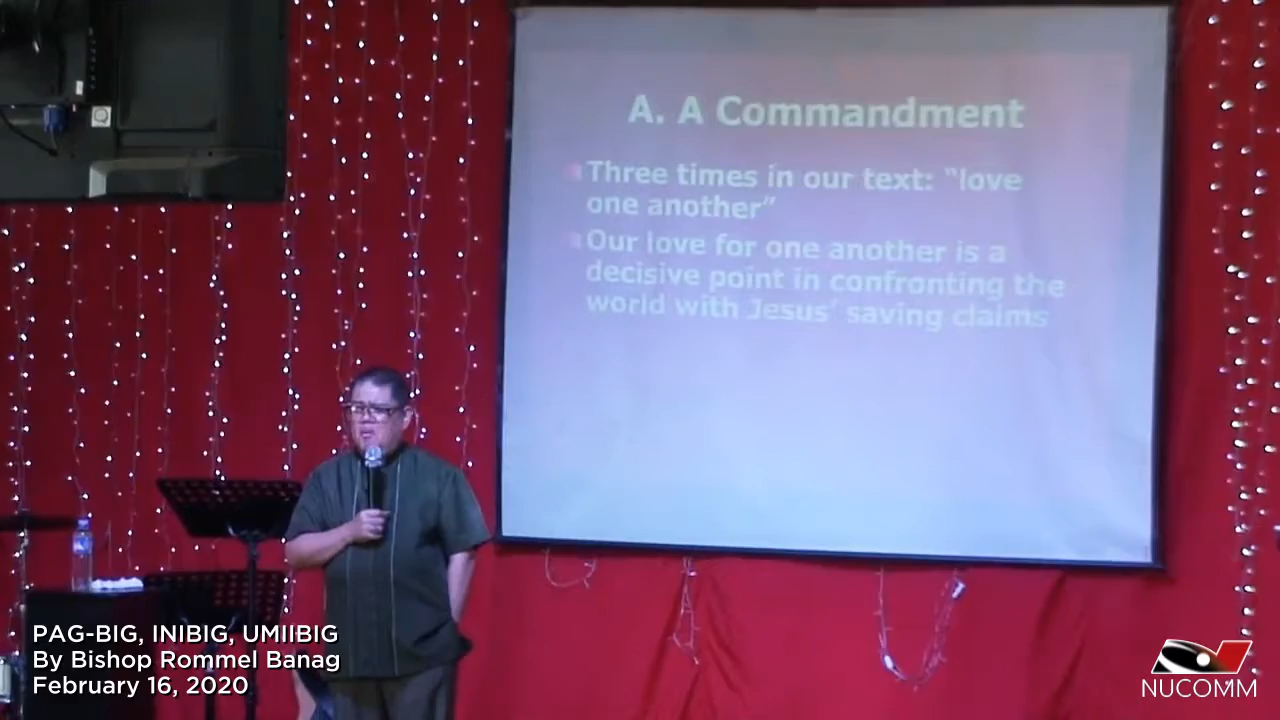 A. A Commandment
Three times in our text: "love
one another"
Our love for one another is a
decisive point in confronting the
world with Jesus' saving claims
PAG-BIG, INIBIG, UMIIBIG
By Bishop Rommel Banag
February 16, 2020
NUCOMM